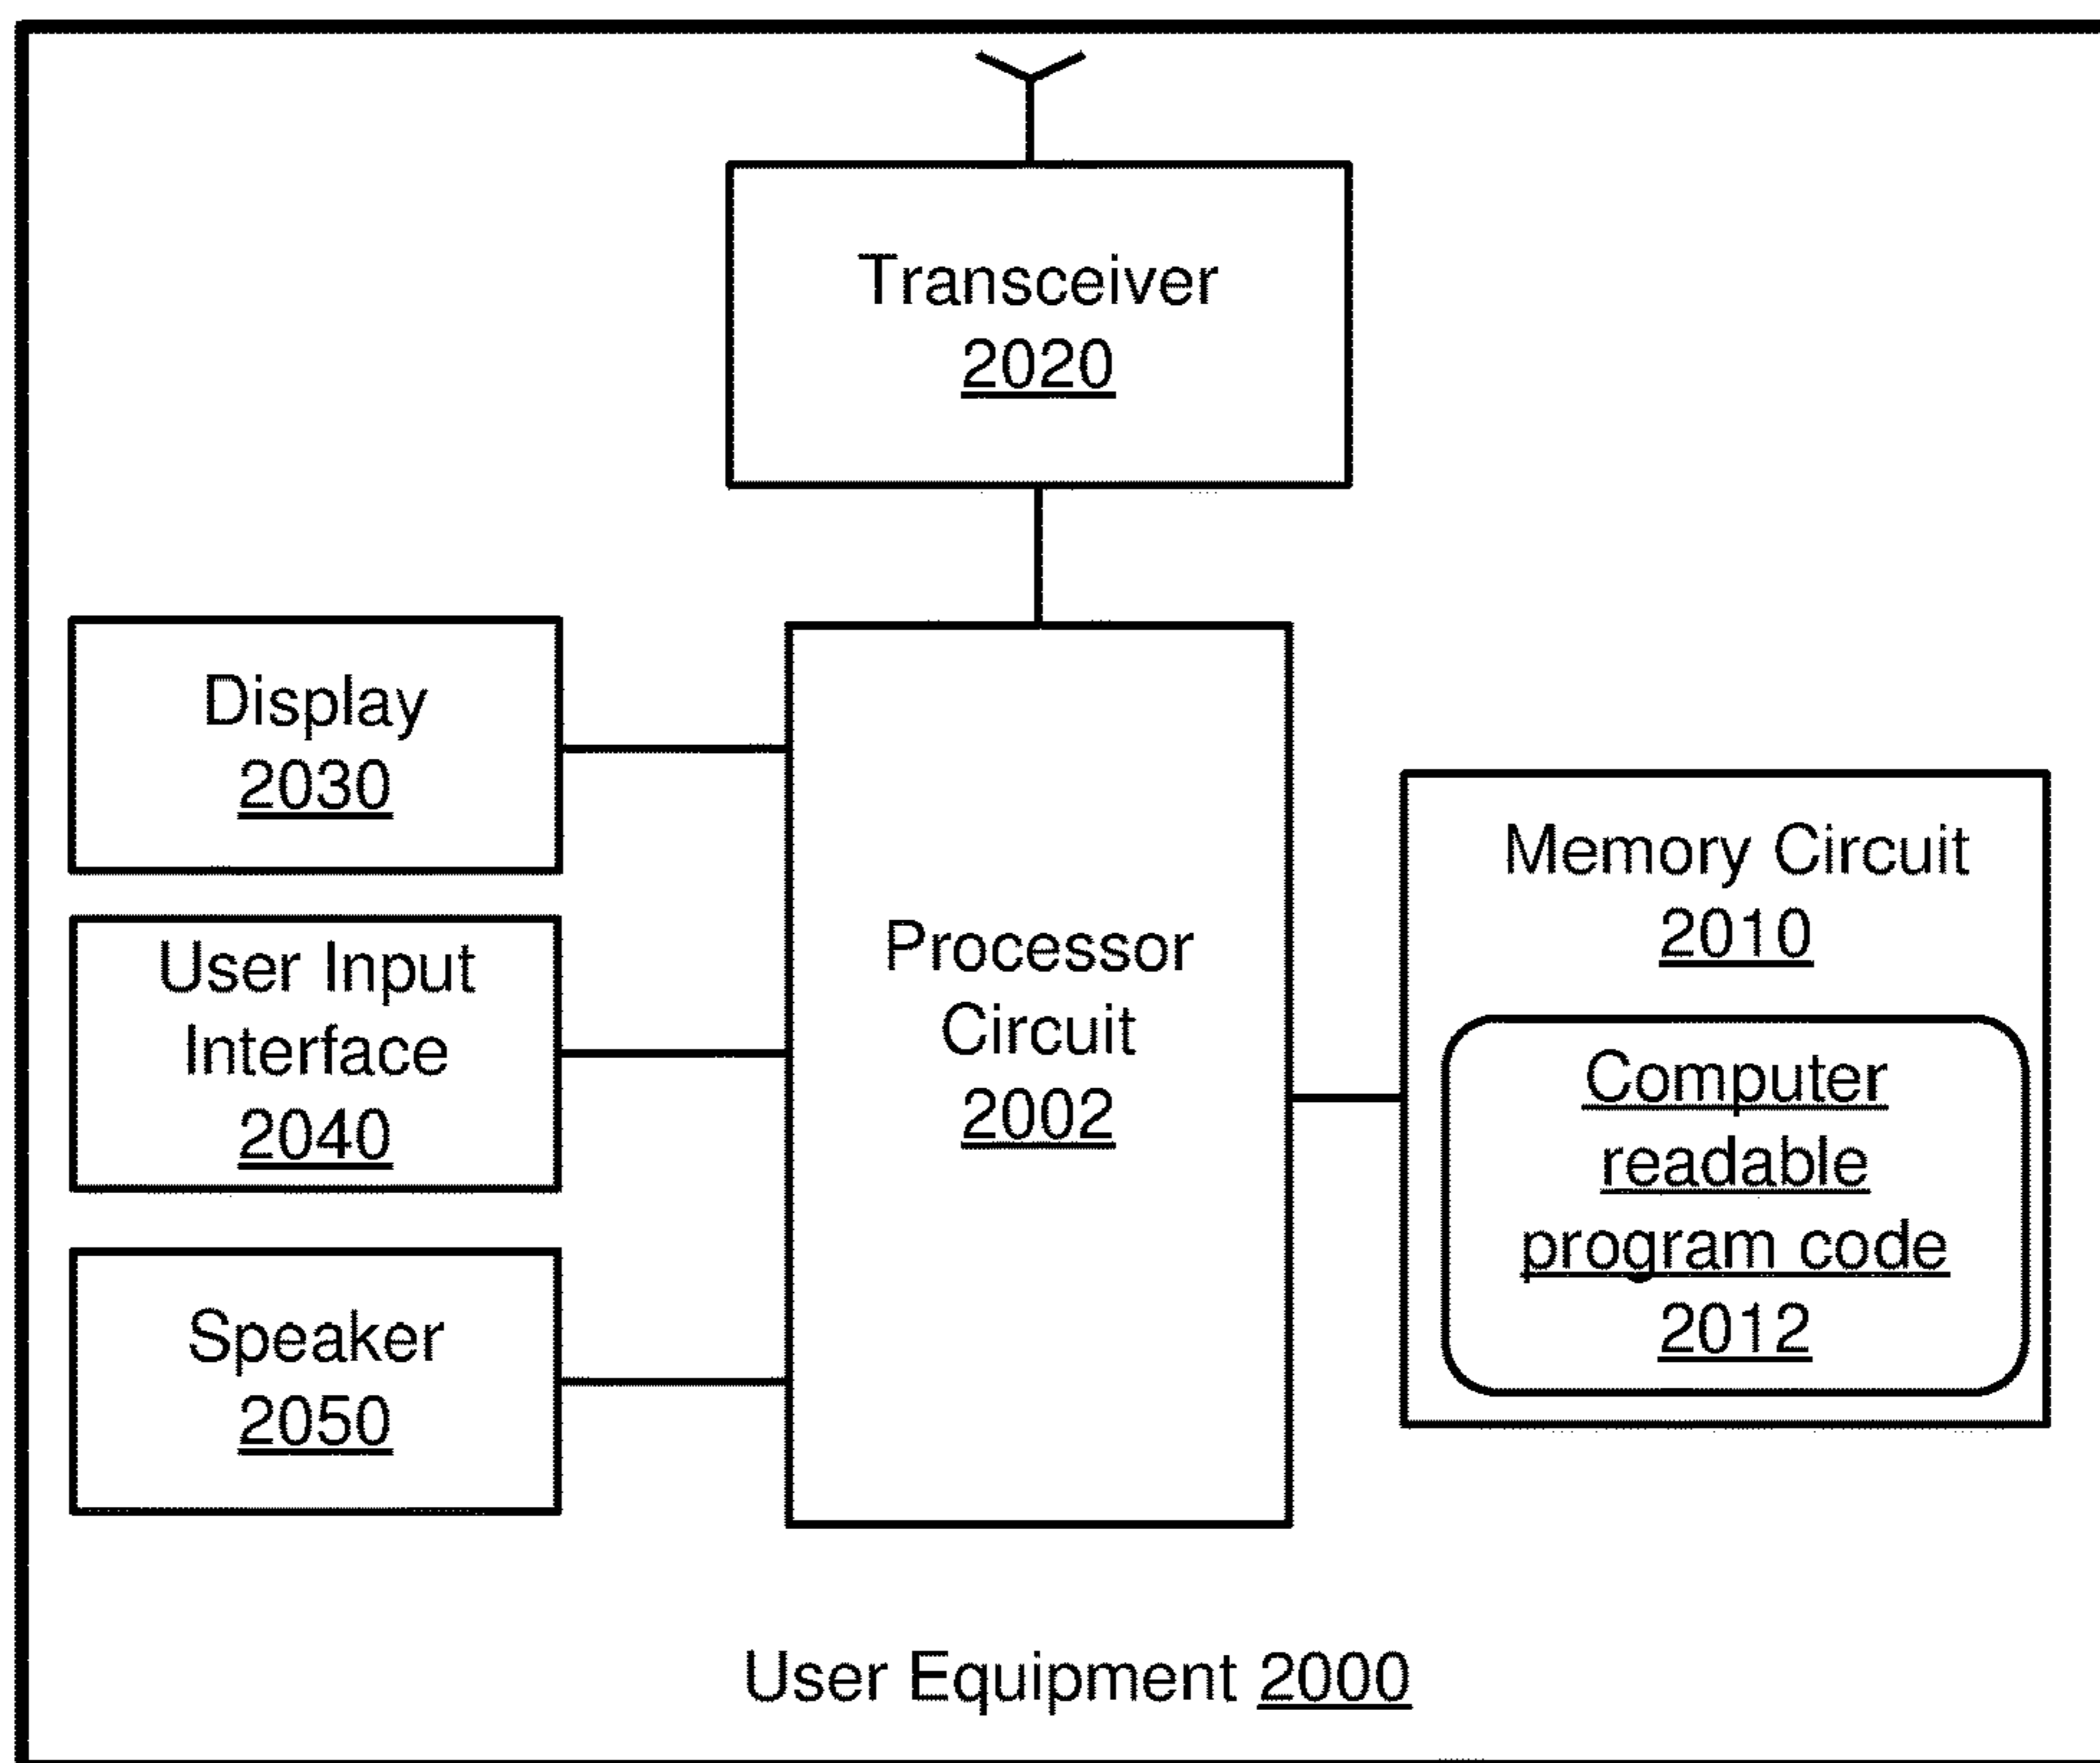 Transceiver
2020
Display
2030
User Input
Interface
2040
Speaker
2050
Processor
Circuit
2002
Memory Circuit
2010
Computer
readable
program code
2012
User Equipment 2000